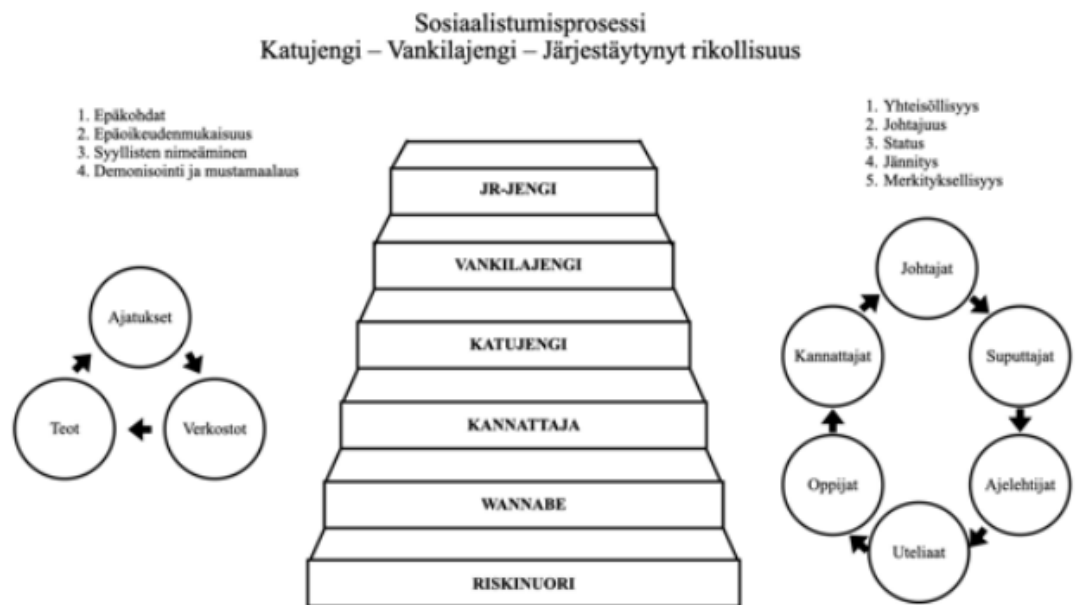 Sosiaalistumisprosessi
Katujengi – Vankilajengi – Järjestäytynyt rikollisuus
1. Epäkohdat
2. Epäoikeudenmukaisuus
3. Syyllisten nimeäminen
4. Demonisointi ja mustamaalaus
1. Yhteisöllisyys
2. Johtajuus
3. Status
4. Jännitys
5. Merkityksellisyys
JR-JENGI
VANKILAJENGI
KATUJENGI
KANNATTAJA
WANNABE
RISKINUORI
Ajatukset
Teot
Verkostot
Johtajat
Kannattajat
Suputtajat
Oppijat
Ajelehtijat
Uteliaat